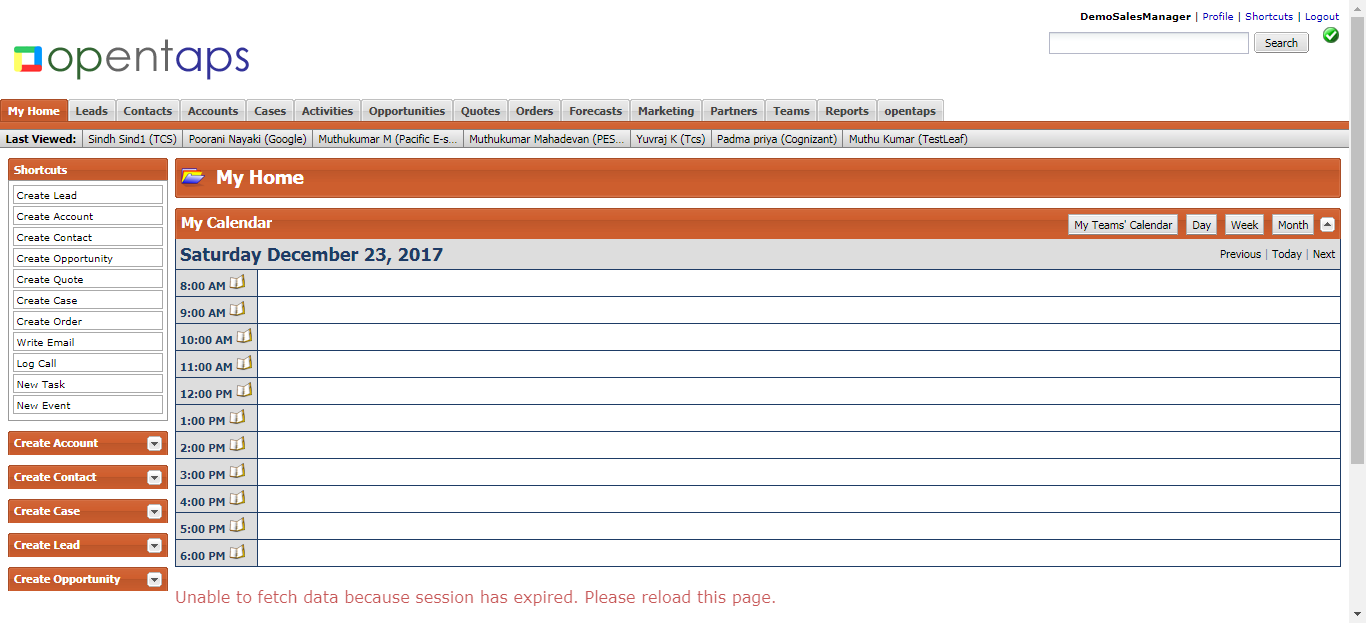 DemoSalesManager | Profile | Shortcuts | Logout
opentaps
Search
My Home Leads Contacts Accounts Cases Activities Opportunities Quotes Orders Forecasts Marketing Partners Teams Reports opentaps
Last Viewed: Sindh Sind1 (TCS) Poorani Nayaki (Google) Muthukumar M (Pacific E-s... Muthukumar Mahadevan (PES... Yuvraj K (Tcs) Padma priya (Cognizant) Muthu Kumar (TestLeaf)
Shortcuts
Create Lead
Create Account
Create Contact
Create Opportunity
Create Quote
Create Case
Create Order
Write Email
Log Call
New Task
New Event
Create Account
Create Contact
Create Case
Create Lead
Create Opportunity
My Home
My Calendar My Teams' Calendar Day Week Month
Saturday December 23, 2017 Previous | Today | Next
8:00 AM
9:00 AM
10:00 AM
11:00 AM
12:00 PM
1:00 PM
2:00 PM
3:00 PM
4:00 PM
5:00 PM
6:00 PM
Unable to fetch data because session has expired. Please reload this page.